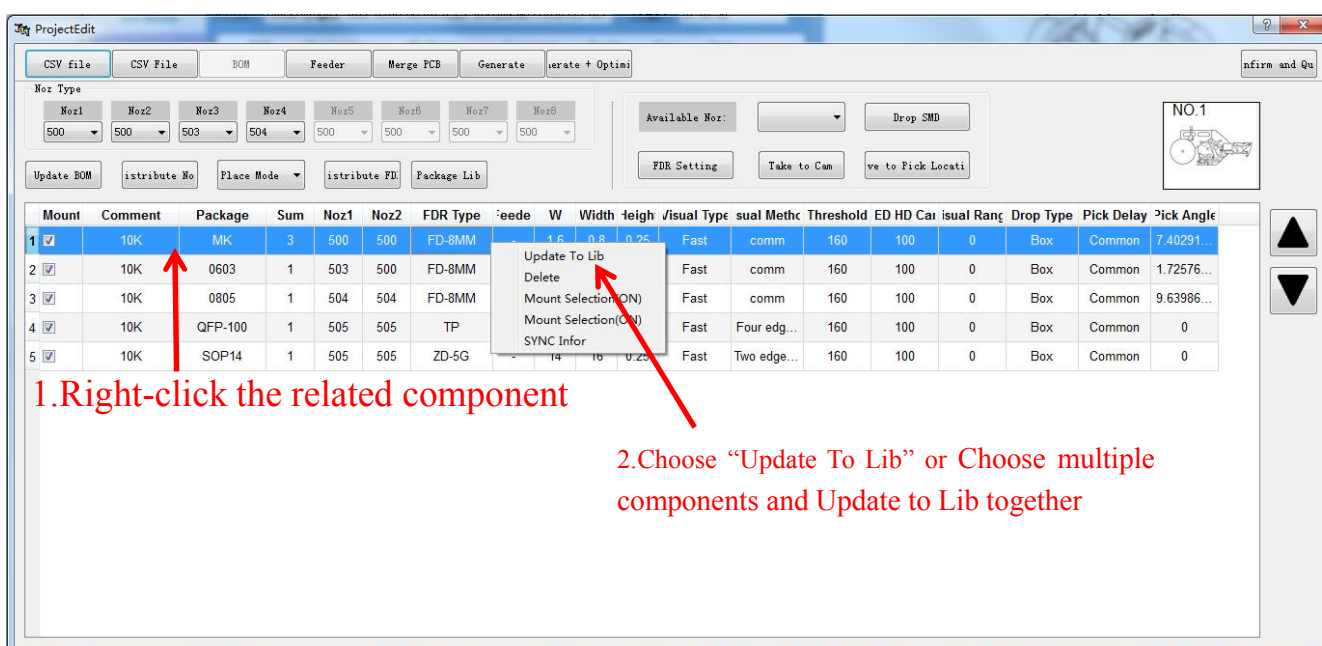 ProjectEdit
CSV file CSV File BOM Feeder Merge PCB Generate erate + Optimi nfirm and Qu
Noz Type
Noz1 Noz2 Noz3 Noz4 Noz5 Noz6 Noz7 Noz8
500 500 503 504 500 500 500 500
Available Noz: Drop SMD
NO.1
Update BOM istribute No Place Mode istribute FD: Package Lib
FDR Setting Take to Cam ve to Pick Locati
Mount Comment Package Sum Noz1 Noz2 FDR Type eede W Width Heigh Visual Type sual Metho Threshold ED HD Car isual Rang Drop Type Pick Delay Pick Angle
1 10K MK 3 500 500 FD-8MM - 1.6 0.8 0.25 Fast comm 160 100 0 Box Common 7.40291...
2 10K 0603 1 503 500 FD-8MM Fast comm 160 100 0 Box Common 1.72576...
3 10K 0805 1 504 504 FD-8MM Fast comm 160 100 0 Box Common 9.63986...
4 10K QFP-100 1 505 505 TP Fast Four edg... 160 100 0 Box Common 0
5 10K SOP14 1 505 505 ZD-5G - 14 16 0.25 Fast Two edge... 160 100 0 Box Common 0
Update To Lib
Delete
Mount Selection(ON)
Mount Selection(ON)
SYNC Infor
1.Right-click the related component
2.Choose “Update To Lib” or Choose multiple
components and Update to Lib together